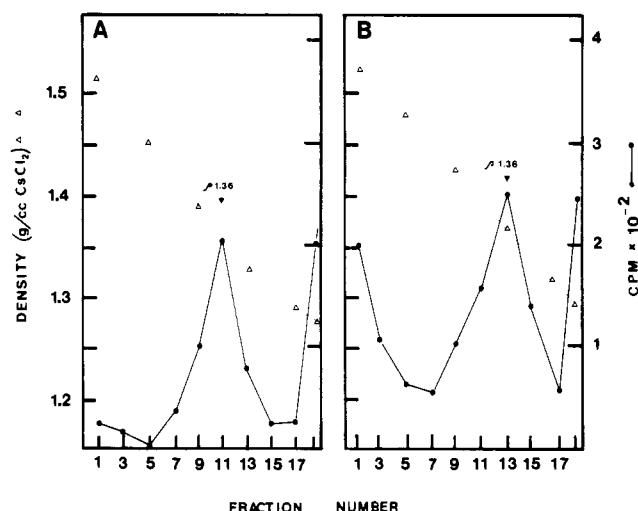 A
B
4
3
2
1
1.5
1.4
1.3
1.2
DENSITY (g/cc CsCl₂)
CPM × 10⁻²
ρ 1.36
ρ 1.36
1 3 5 7 9 11 13 15 17
1 3 5 7 9 11 13 15 17
FRACTION NUMBER